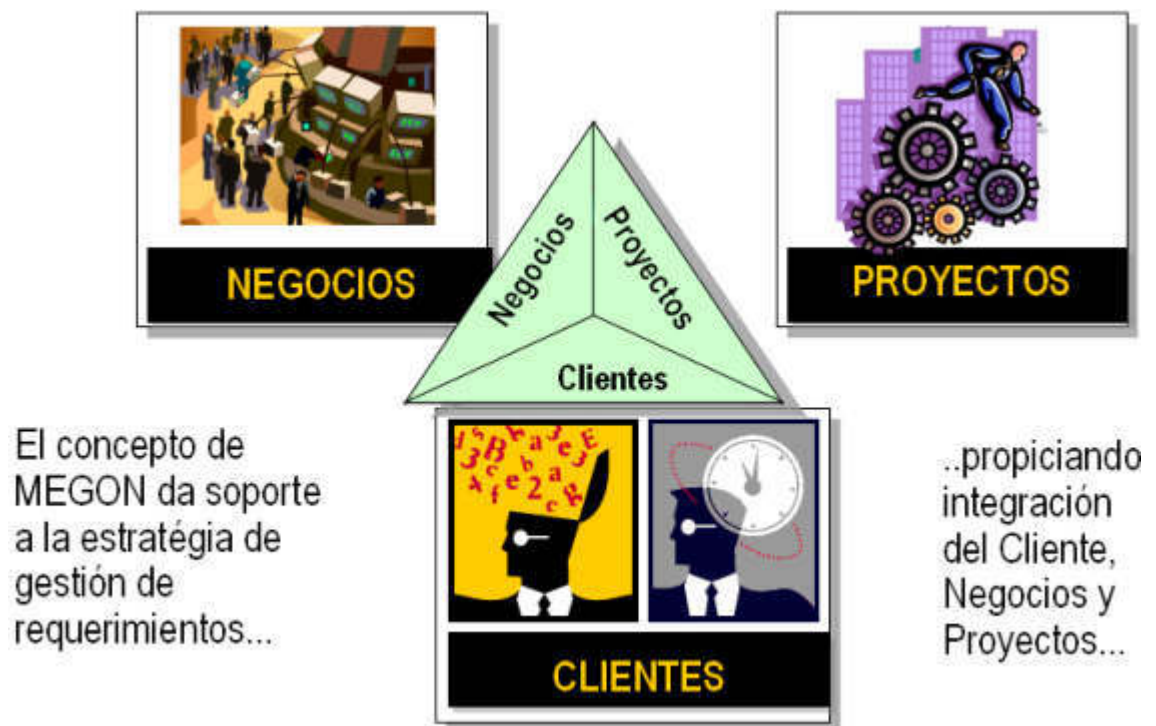 NEGOCIOS
PROYECTOS
Negocios
Proyectos
Clientes
El concepto de
MEGON da soporte
a la estratégia de
gestión de
requerimientos...
..propiciando
integración
del Cliente,
Negocios y
Proyectos...
CLIENTES